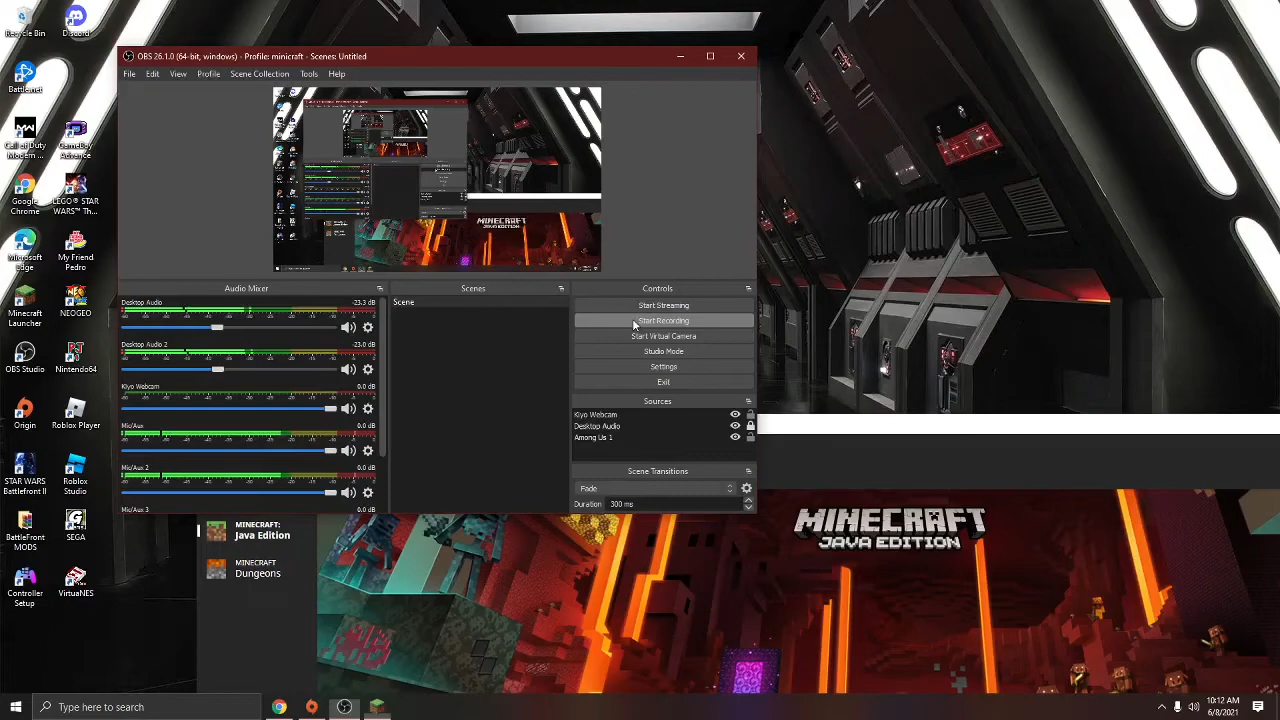 Recycle Bin
Discord
Battlenet
Call of Duty
Modern ...
GameBoy
Advance
Google
Chrome
LEGO® STAR
WARS™ Th...
Microsoft
Edge
My Friend
Pedro
Minecraft
Launcher
NEOGEO
OBS Studio
Nintendo64
Origin
Roblox Player
STAR WARS
Battlefront II
Roblox
Studio
BattleFront
MODS
SEGA
Controller
Setup
VirtuaNES
OBS 26.1.0 (64-bit, windows) - Profile: minicraft - Scenes: Untitled
File Edit View Profile Scene Collection Tools Help
Audio Mixer
Desktop Audio -23.3 dB
Desktop Audio 2 -23.0 dB
Kiyo Webcam 0.0 dB
Mic/Aux 0.0 dB
Mic/Aux 2 0.0 dB
Mic/Aux 3 0.0 dB
Scenes
Scene
Controls
Start Streaming
Start Recording
Start Virtual Camera
Studio Mode
Settings
Exit
Sources
Kiyo Webcam
Desktop Audio
Among Us 1
Scene Transitions
Fade
Duration 300 ms
MINECRAFT:
Java Edition
MINECRAFT
Dungeons
MINECRAFT
JAVA EDITION
Type here to search
10:12 AM
6/8/2021